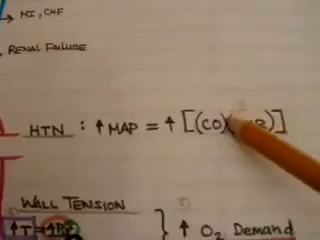 → MI, CHF
RENAL FAILURE
HTN : ↑ MAP = ↑ [(CO)(
WALL TENSION
↑T = ↑
} ↑ O₂ Demand